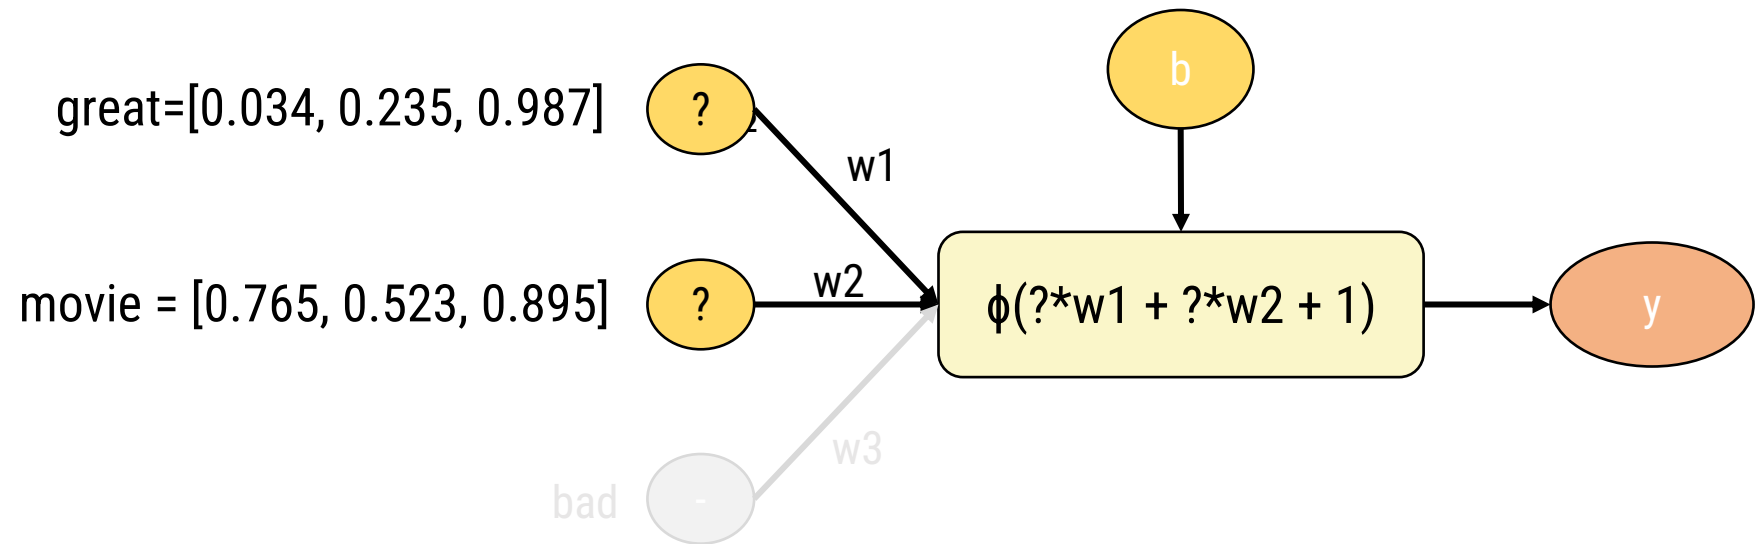 b
great=[0.034, 0.235, 0.987]
?
w1
movie = [0.765, 0.523, 0.895]
?
w2
ϕ(?*w1 + ?*w2 + 1)
y
w3
bad
-